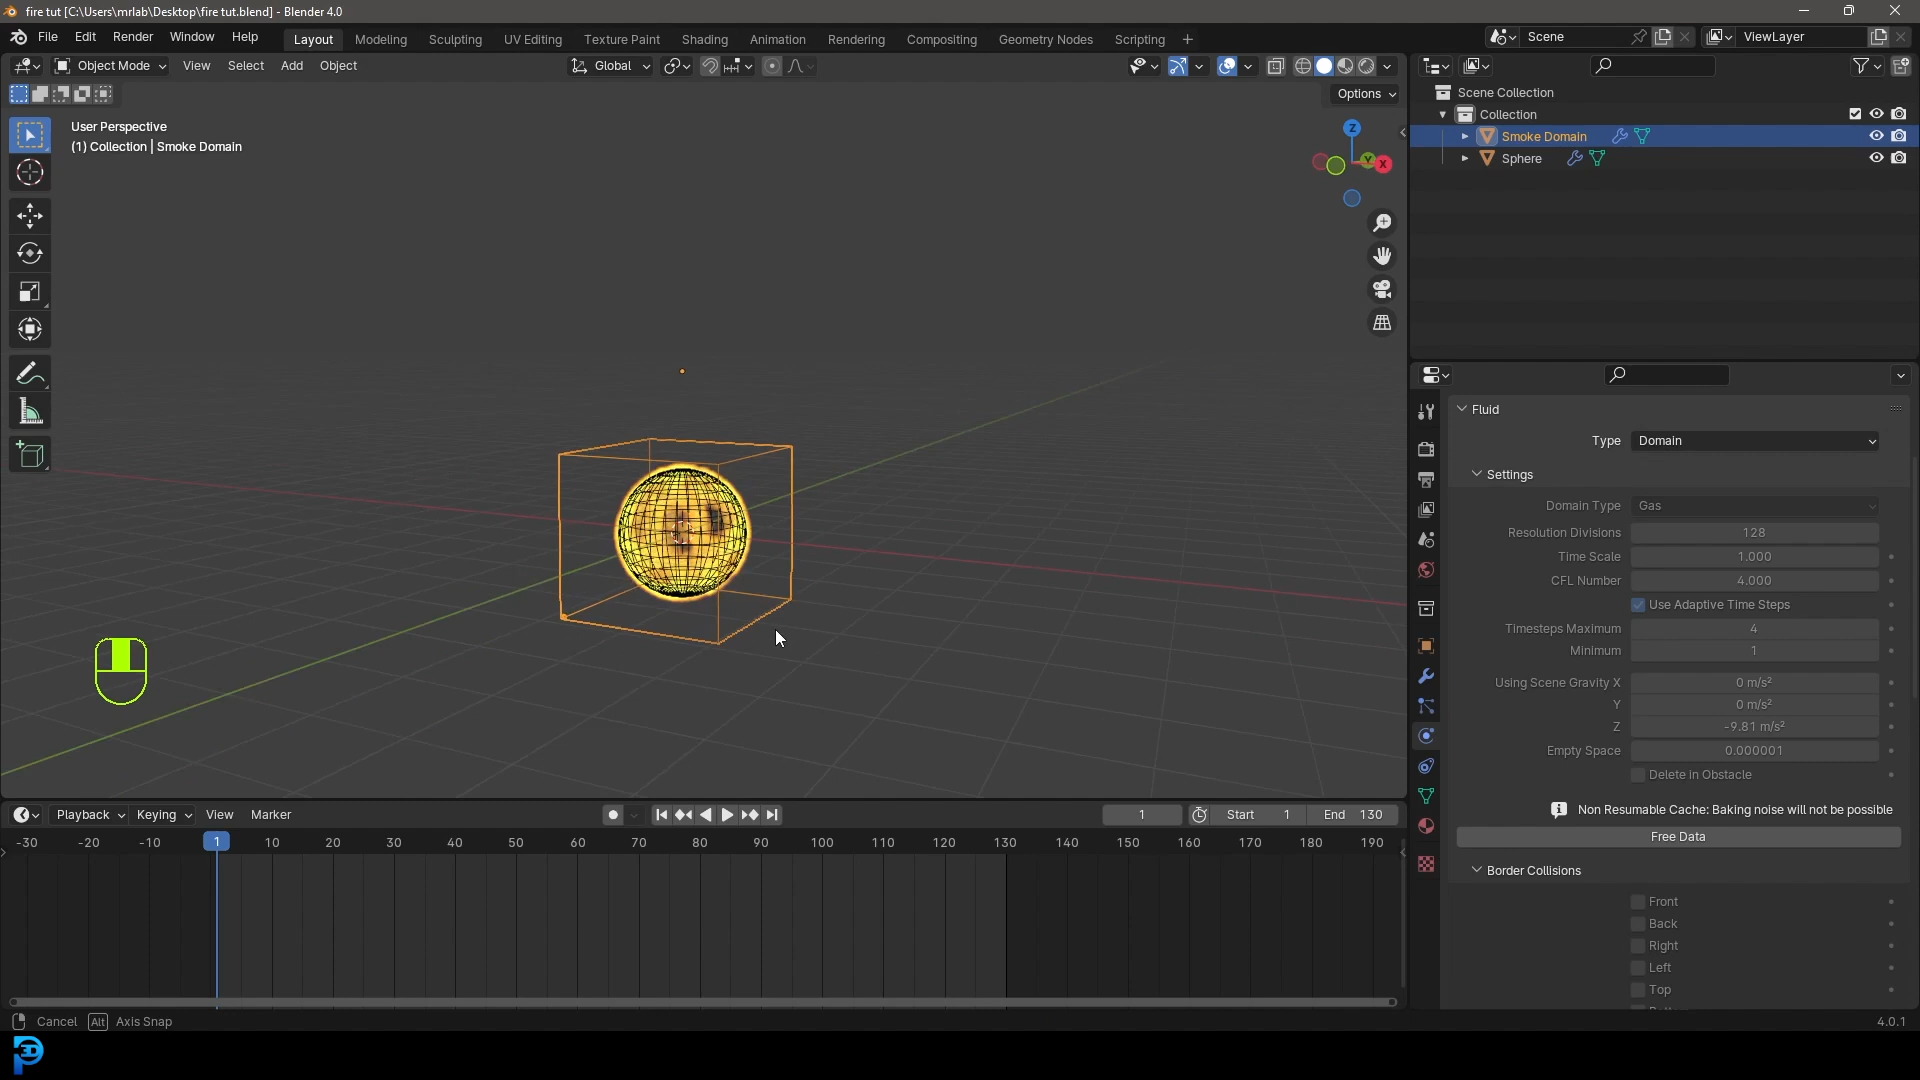 fire tut [C:\Users\mrlab\Desktop\fire tut.blend] - Blender 4.0
File Edit Render Window Help Layout Modeling Sculpting UV Editing Texture Paint Shading Animation Rendering Compositing Geometry Nodes Scripting + Scene ViewLayer
Object Mode View Select Add Object Global
Options
User Perspective
(1) Collection | Smoke Domain
Z
Y
X
Scene Collection
Collection
Smoke Domain
Sphere
Fluid
Type Domain
Settings
Domain Type Gas
Resolution Divisions 128
Time Scale 1.000
CFL Number 4.000
Use Adaptive Time Steps
Timesteps Maximum 4
Minimum 1
Using Scene Gravity X 0 m/s²
Y 0 m/s²
Z -9.81 m/s²
Empty Space 0.000001
Delete in Obstacle
Non Resumable Cache: Baking noise will not be possible
Free Data
Border Collisions
Front
Back
Right
Left
Top
Playback Keying View Marker 1 Start 1 End 130
-30 -20 -10 1 10 20 30 40 50 60 70 80 90 100 110 120 130 140 150 160 170 180 190
Cancel Alt Axis Snap 4.0.1
3D